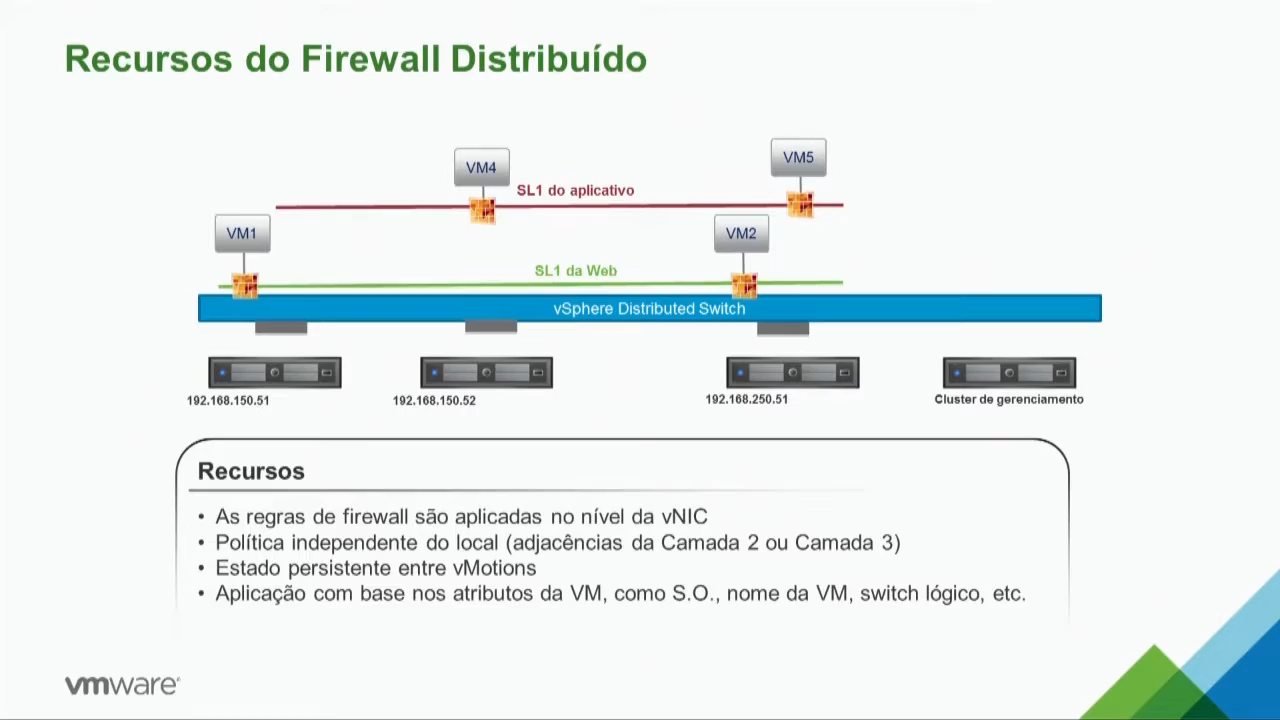 Recursos do Firewall Distribuído
VM5
VM4
SL1 do aplicativo
VM1
VM2
SL1 da Web
vSphere Distributed Switch
192.168.150.51
192.168.150.52
192.168.250.51
Cluster de gerenciamento
Recursos
• As regras de firewall são aplicadas no nível da vNIC
• Política independente do local (adjacências da Camada 2 ou Camada 3)
• Estado persistente entre vMotions
• Aplicação com base nos atributos da VM, como S.O., nome da VM, switch lógico, etc.
vmware